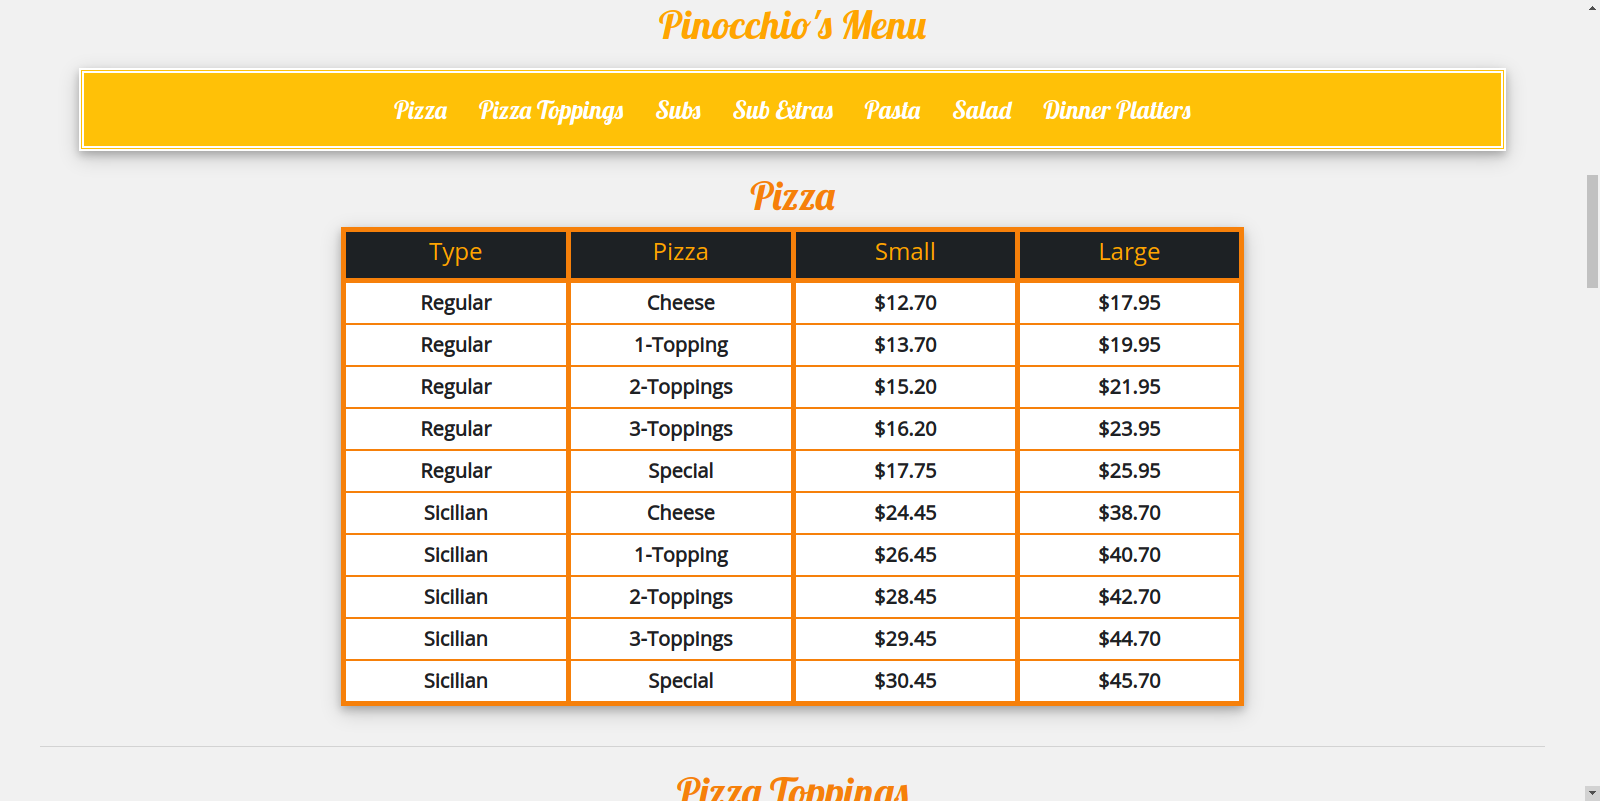 Pinocchio's Menu
Pizza Pizza Toppings Subs Sub Extras Pasta Salad Dinner Platters
Pizza
Type Pizza Small Large
Regular Cheese $12.70 $17.95
Regular 1-Topping $13.70 $19.95
Regular 2-Toppings $15.20 $21.95
Regular 3-Toppings $16.20 $23.95
Regular Special $17.75 $25.95
Sicilian Cheese $24.45 $38.70
Sicilian 1-Topping $26.45 $40.70
Sicilian 2-Toppings $28.45 $42.70
Sicilian 3-Toppings $29.45 $44.70
Sicilian Special $30.45 $45.70
Pizza Toppings